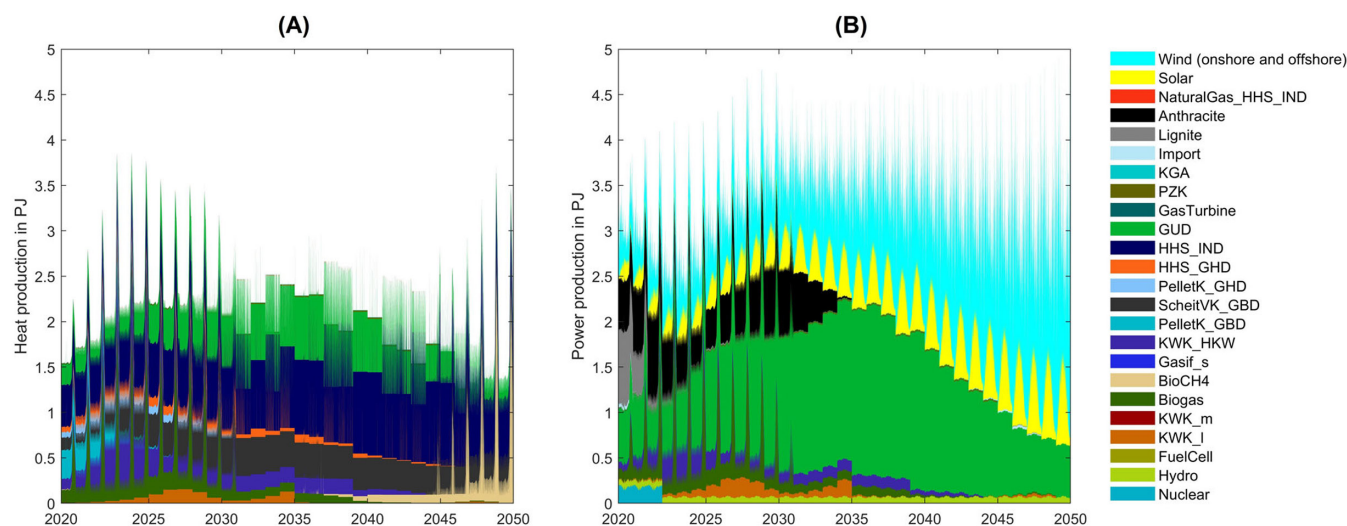 (A)
(B)
Heat production in PJ
5
4.5
4
3.5
3
2.5
2
1.5
1
0.5
0
2020 2025 2030 2035 2040 2045 2050
Power production in PJ
5
4.5
4
3.5
3
2.5
2
1.5
1
0.5
0
2020 2025 2030 2035 2040 2045 2050
Wind (onshore and offshore)
Solar
NaturalGas_HHS_IND
Anthracite
Lignite
Import
KGA
PZK
GasTurbine
GUD
HHS_IND
HHS_GHD
PelletK_GHD
ScheitVK_GBD
PelletK_GBD
KWK_HKW
Gasif_s
BioCH4
Biogas
KWK_m
KWK_l
FuelCell
Hydro
Nuclear